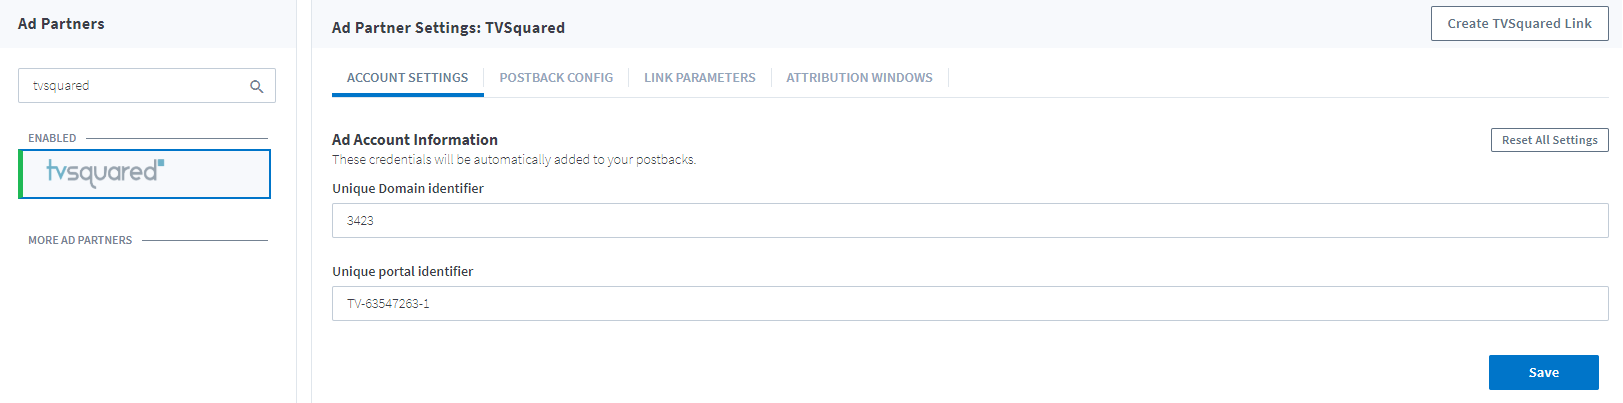 Ad Partners
tvsquared
ENABLED
tvsquared
MORE AD PARTNERS
Ad Partner Settings: TVSquared
Create TVSquared Link
ACCOUNT SETTINGS POSTBACK CONFIG LINK PARAMETERS ATTRIBUTION WINDOWS
Ad Account Information
Reset All Settings
These credentials will be automatically added to your postbacks.
Unique Domain identifier
3423
Unique portal identifier
TV-63547263-1
Save